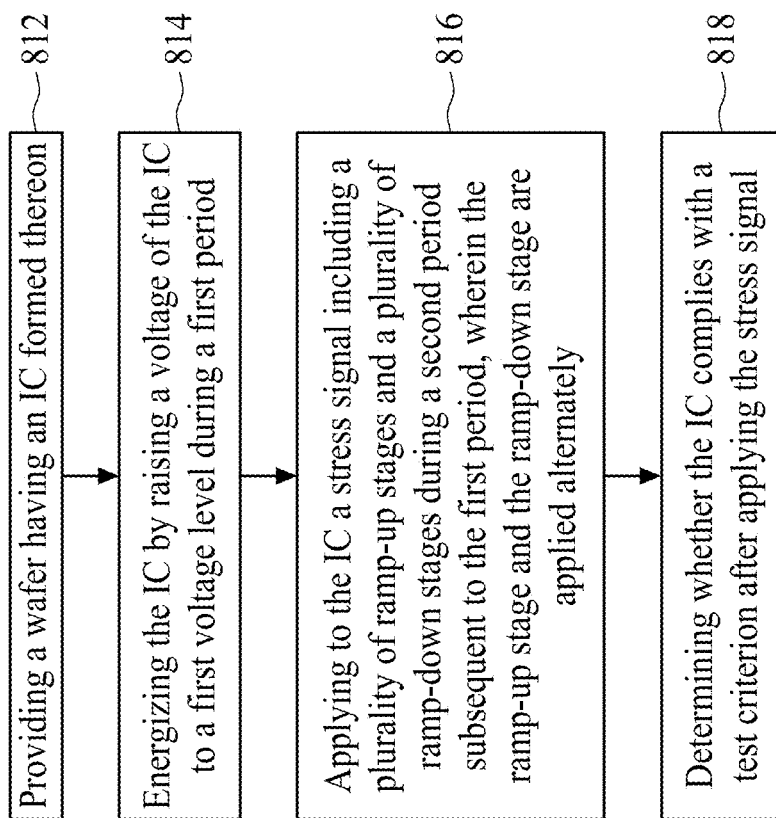 Providing a wafer having an IC formed thereon
812
Energizing the IC by raising a voltage of the IC
to a first voltage level during a first period
814
Applying to the IC a stress signal including a
plurality of ramp-up stages and a plurality of
ramp-down stages during a second period
subsequent to the first period, wherein the
ramp-up stage and the ramp-down stage are
applied alternately
816
Determining whether the IC complies with a
test criterion after applying the stress signal
818